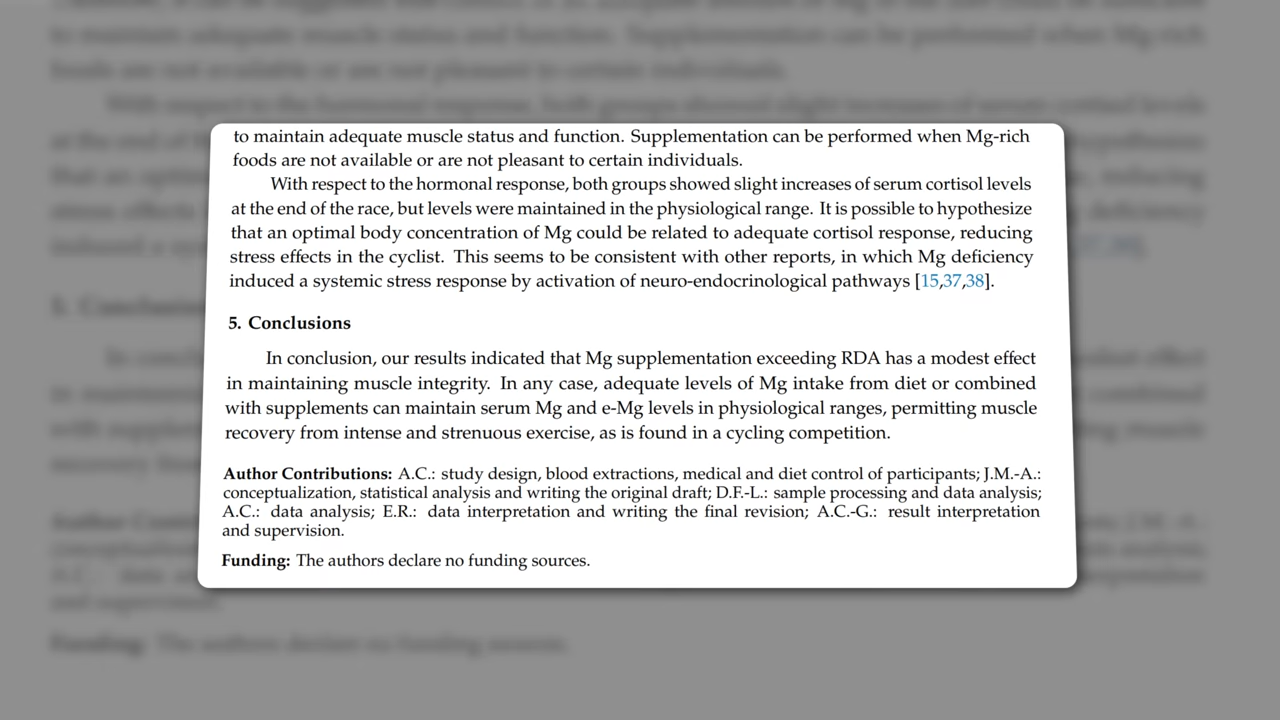 to maintain adequate muscle status and function. Supplementation can be performed when Mg-rich
foods are not available or are not pleasant to certain individuals.
With respect to the hormonal response, both groups showed slight increases of serum cortisol levels
at the end of the race, but levels were maintained in the physiological range. It is possible to hypothesize
that an optimal body concentration of Mg could be related to adequate cortisol response, reducing
stress effects in the cyclist. This seems to be consistent with other reports, in which Mg deficiency
induced a systemic stress response by activation of neuro-endocrinological pathways [15,37,38].
5. Conclusions
In conclusion, our results indicated that Mg supplementation exceeding RDA has a modest effect
in maintaining muscle integrity. In any case, adequate levels of Mg intake from diet or combined
with supplements can maintain serum Mg and e-Mg levels in physiological ranges, permitting muscle
recovery from intense and strenuous exercise, as is found in a cycling competition.
Author Contributions: A.C.: study design, blood extractions, medical and diet control of participants; J.M.-A.:
conceptualization, statistical analysis and writing the original draft; D.F.-L.: sample processing and data analysis;
A.C.: data analysis; E.R.: data interpretation and writing the final revision; A.C.-G.: result interpretation
and supervision.
Funding: The authors declare no funding sources.